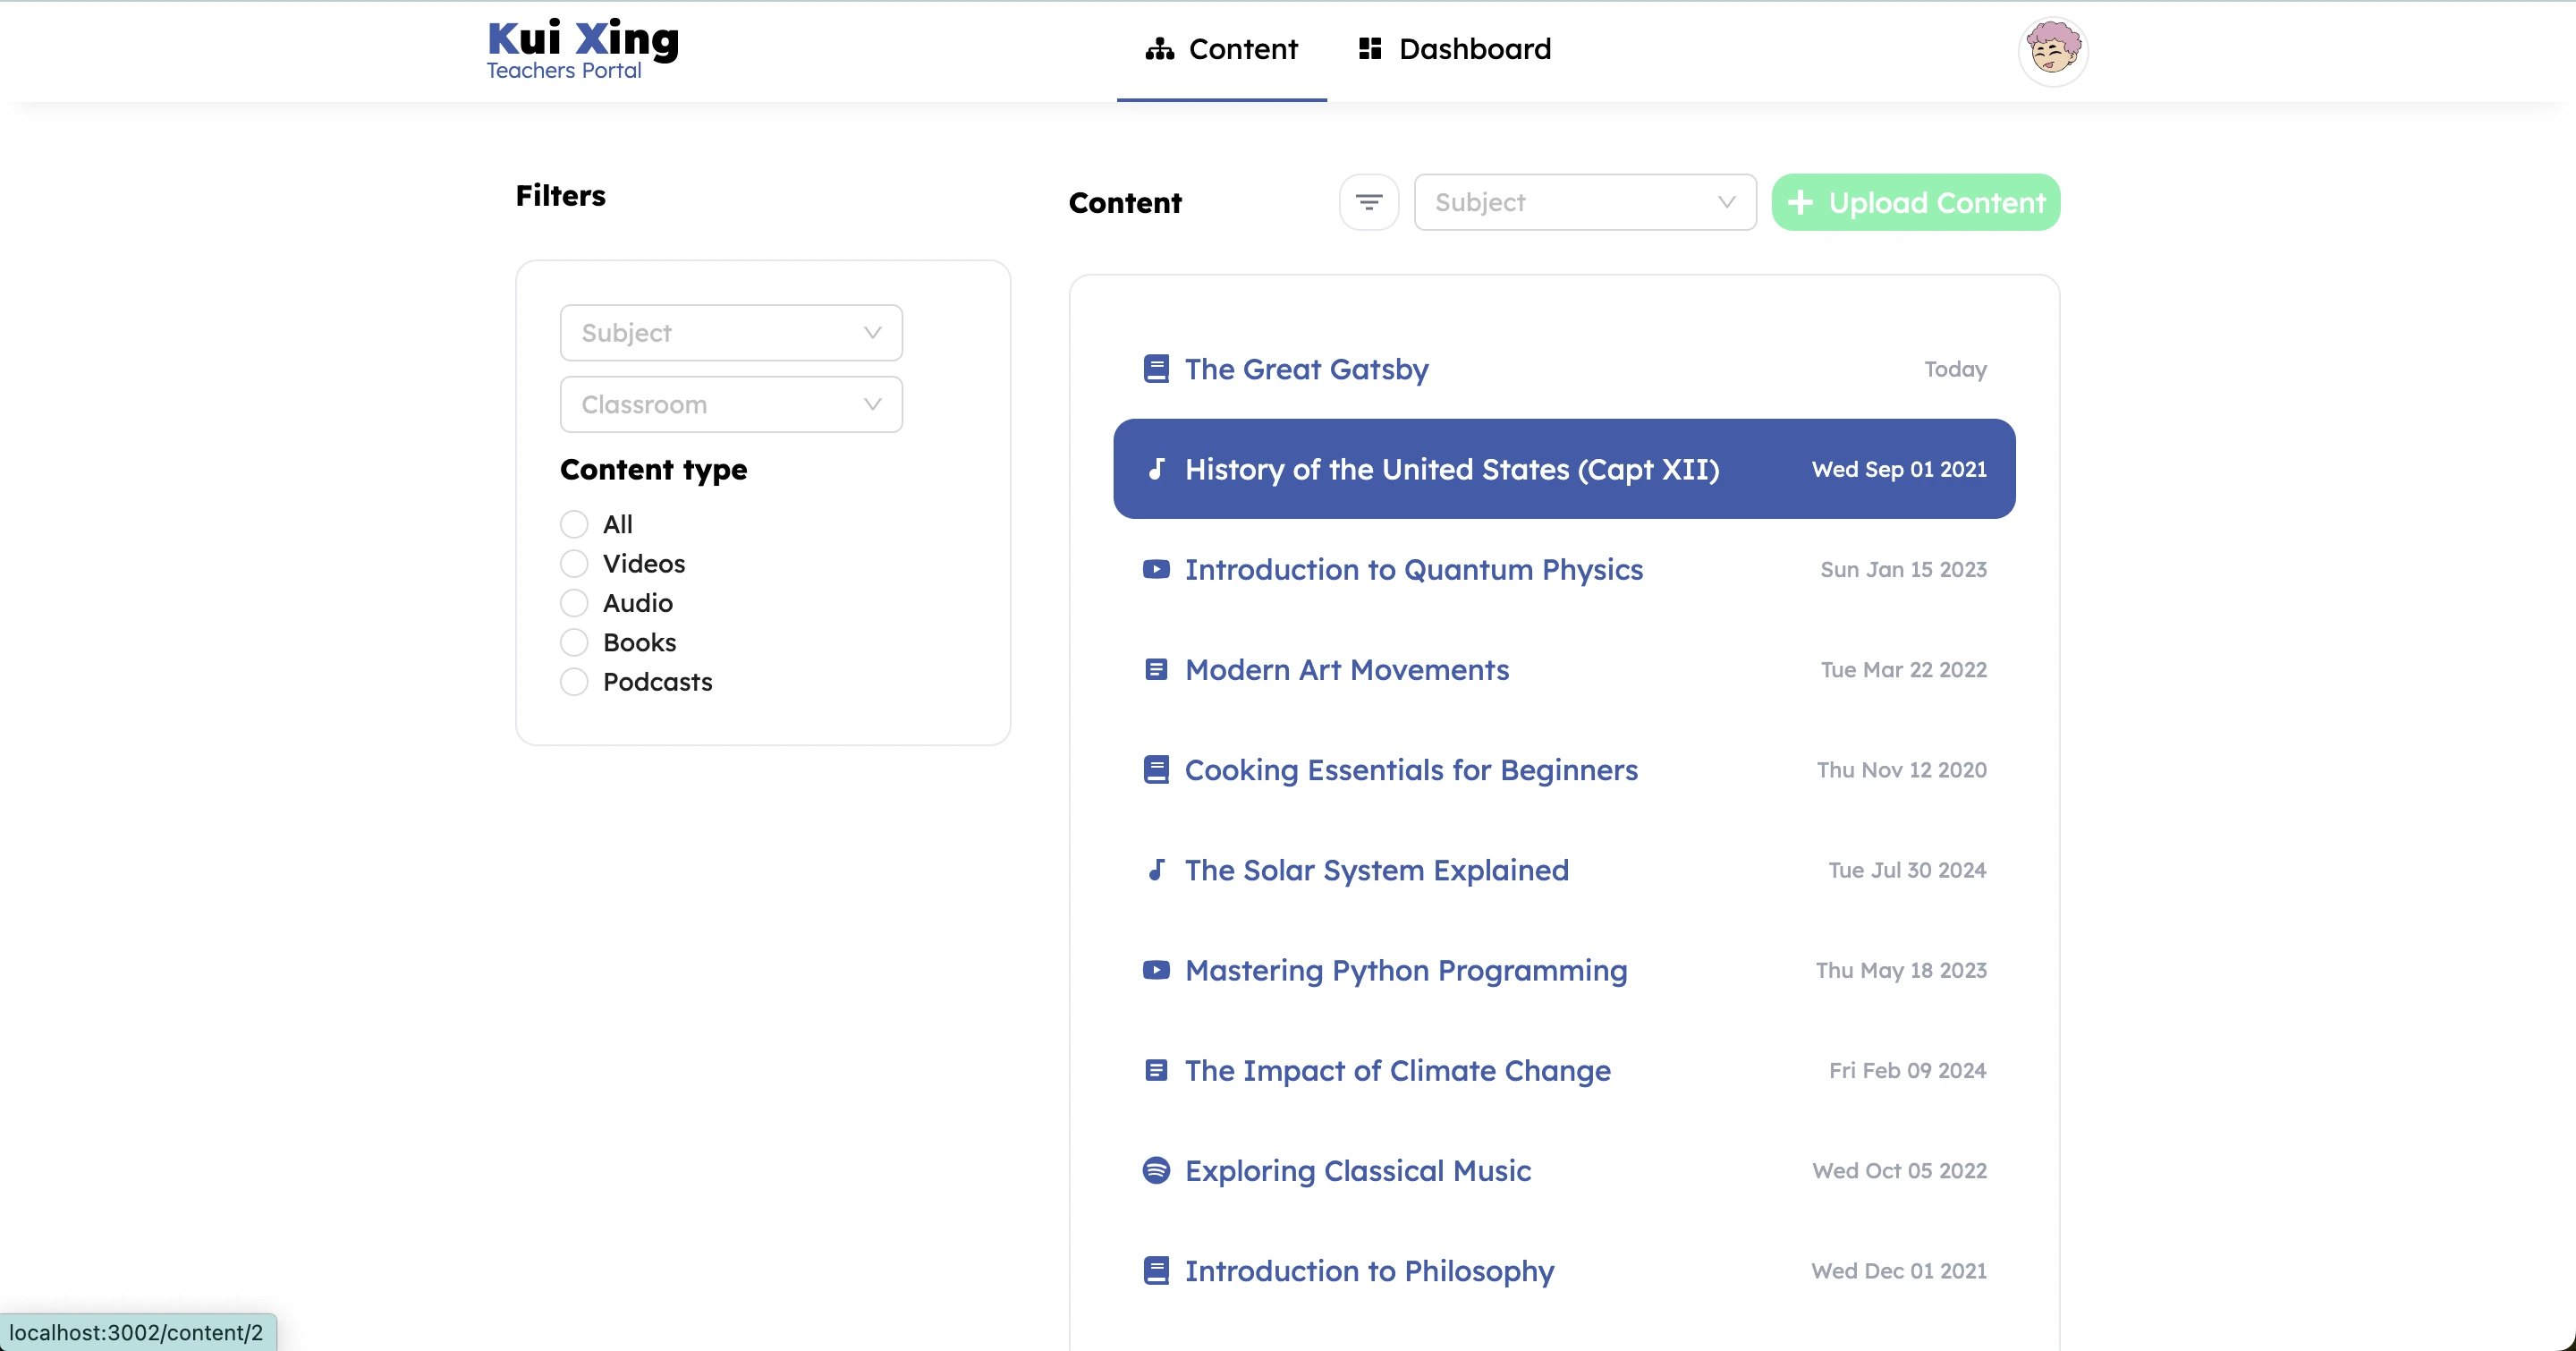 Kui Xing
Teachers Portal
Content
Dashboard
Filters
Subject
Classroom
Content type
All
Videos
Audio
Books
Podcasts
Content
Subject
+ Upload Content
The Great Gatsby Today
History of the United States (Capt XII) Wed Sep 01 2021
Introduction to Quantum Physics Sun Jan 15 2023
Modern Art Movements Tue Mar 22 2022
Cooking Essentials for Beginners Thu Nov 12 2020
The Solar System Explained Tue Jul 30 2024
Mastering Python Programming Thu May 18 2023
The Impact of Climate Change Fri Feb 09 2024
Exploring Classical Music Wed Oct 05 2022
Introduction to Philosophy Wed Dec 01 2021
localhost:3002/content/2